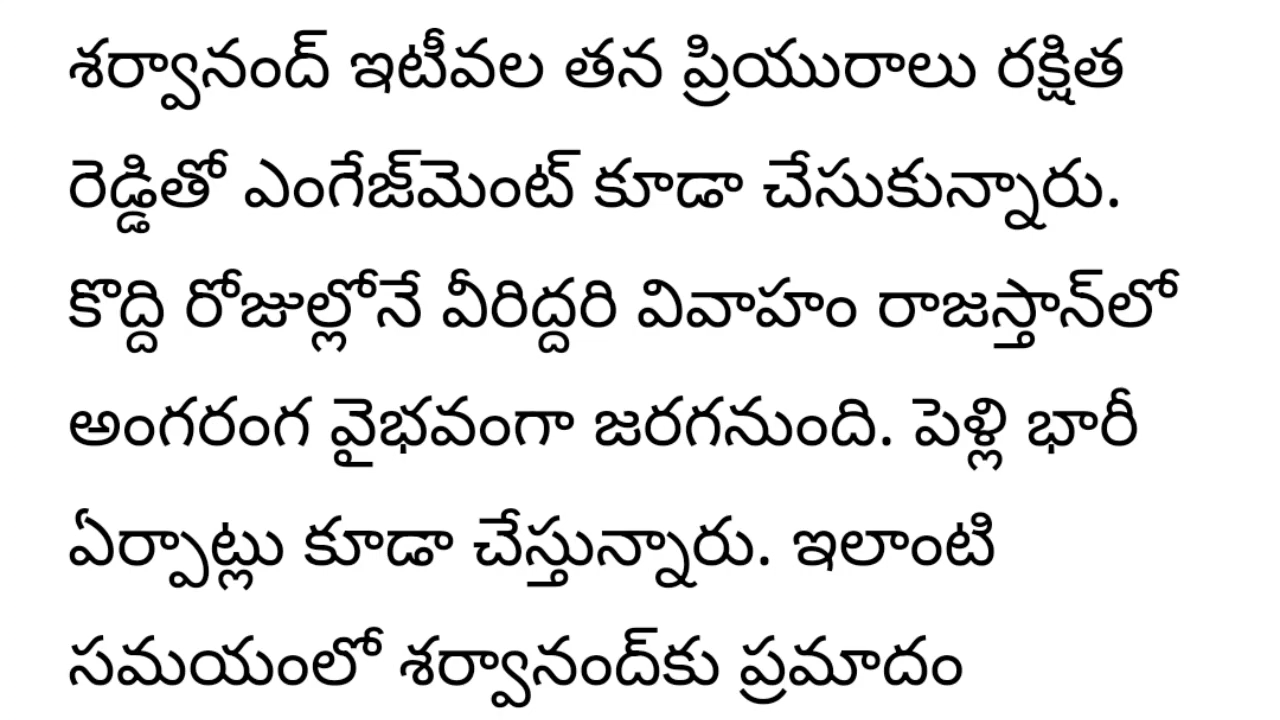 శర్వానంద్ ఇటీవల తన ప్రియురాలు రక్షిత
రెడ్డితో ఎంగేజ్‌మెంట్ కూడా చేసుకున్నారు.
కొద్ది రోజుల్లోనే వీరిద్దరి వివాహం రాజస్తాన్‌లో
అంగరంగ వైభవంగా జరగనుంది. పెళ్లి భారీ
ఏర్పాట్లు కూడా చేస్తున్నారు. ఇలాంటి
సమయంలో శర్వానంద్‌కు ప్రమాదం